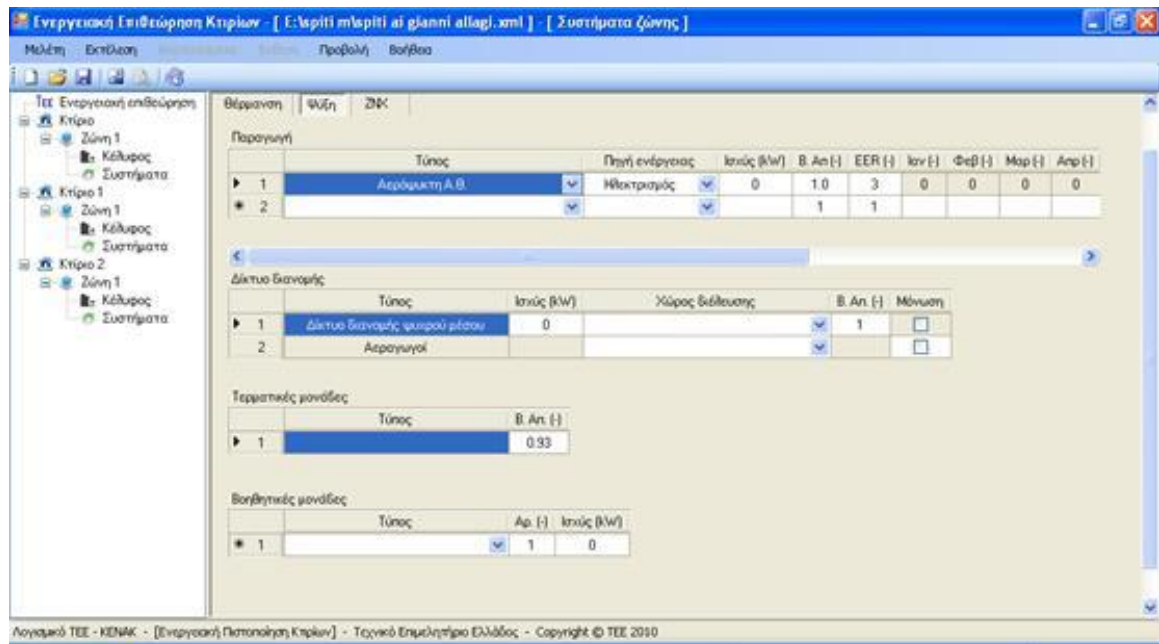 Ενεργειακή Επιθεώρηση Κτιρίων - [ E:\spiti m\spiti ai gianni allagi.xml ] - [ Συστήματα ζώνης ]
Μελέτη Εκτέλεση Προβολή Βοήθεια
ΤΕΕ Ενεργειακή επιθεώρηση
Κτίριο
Ζώνη 1
Κέλυφος
Συστήματα
Κτίριο 1
Ζώνη 1
Κέλυφος
Συστήματα
Κτίριο 2
Ζώνη 1
Κέλυφος
Συστήματα
Θέρμανση Ψύξη ΖΝΧ
Παραγωγή
Τύπος Πηγή ενέργειας Ισχύς (kW) Β. Απ (-) EER (-) Ιαν (-) Φεβ (-) Μαρ (-) Απρ (-)
1 Αερόψυκτη Α.Θ. Ηλεκτρισμός 0 1.0 3 0 0 0 0
2 1 1
Δίκτυο διανομής
Τύπος Ισχύς (kW) Χώρος διέλευσης Β. Απ. (-) Μόνωση
1 Δίκτυο διανομής ψυχρού μέσου 0 1
2 Αεραγωγοί
Τερματικές μονάδες
Τύπος Β. Απ. (-)
1 0.93
Βοηθητικές μονάδες
Τύπος Αρ. (-) Ισχύς (kW)
1 1 0
Λογισμικό ΤΕΕ - ΚΕΝΑΚ - [Ενεργειακή Πιστοποίηση Κτιρίων] - Τεχνικό Επιμελητήριο Ελλάδος - Copyright © ΤΕΕ 2010